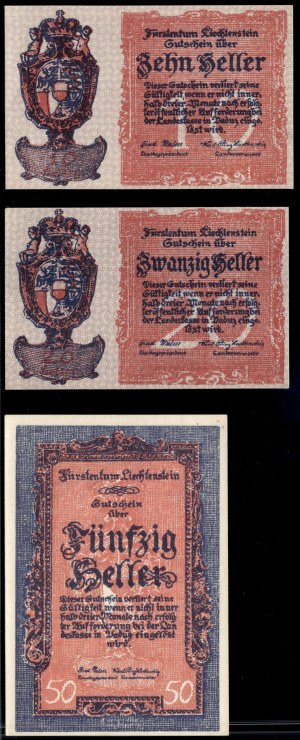 Fürstentum Liechtenstein
Gutschein über
Zehn Heller
Dieser Gutschein verliert seine
Gültigkeit, wenn er nicht inner,
halb dreier Monate nach erfolg,
ter öffentlicher Aufforderung bei
der Landeskasse in Vaduz einge,
löst wird.
Landespräsident
Fürstentum Liechtenstein
Gutschein über
Zwanzig Heller
Dieser Gutschein verliert seine
Gültigkeit, wenn er nicht inner,
halb dreier Monate nach erfolg,
ter öffentlicher Aufforderung bei
der Landeskasse in Vaduz einge,
löst wird.
Landespräsident
Fürstentum Liechtenstein
Gutschein
über
Fünfzig
Heller
Dieser Gutschein verliert seine
Gültigkeit wenn er nicht inner
halb dreier Monate nach erfolg
ter Aufforderung bei der Lan
deskasse in Vaduz eingelöst
wird.
Landespräsident
50 50